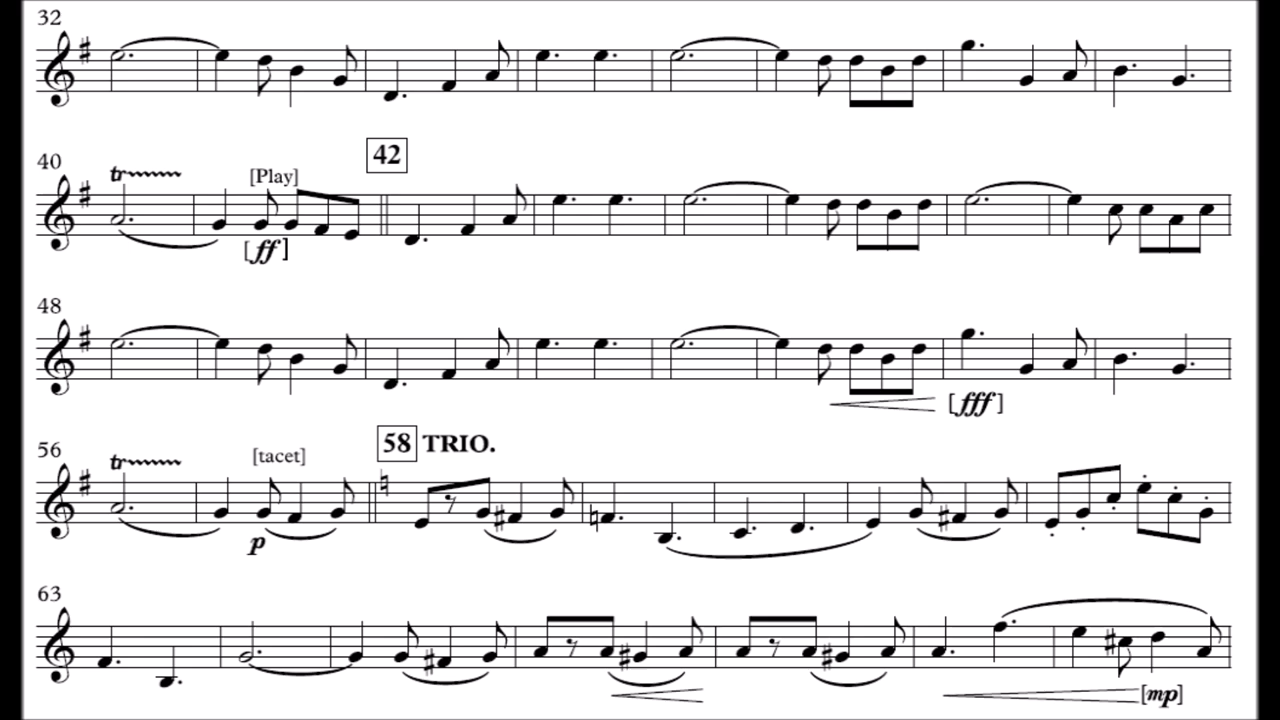 32
42
40 tr [Play]
[ff]
48
[fff]
58 TRIO.
56 tr [tacet]
p
63
[mp]